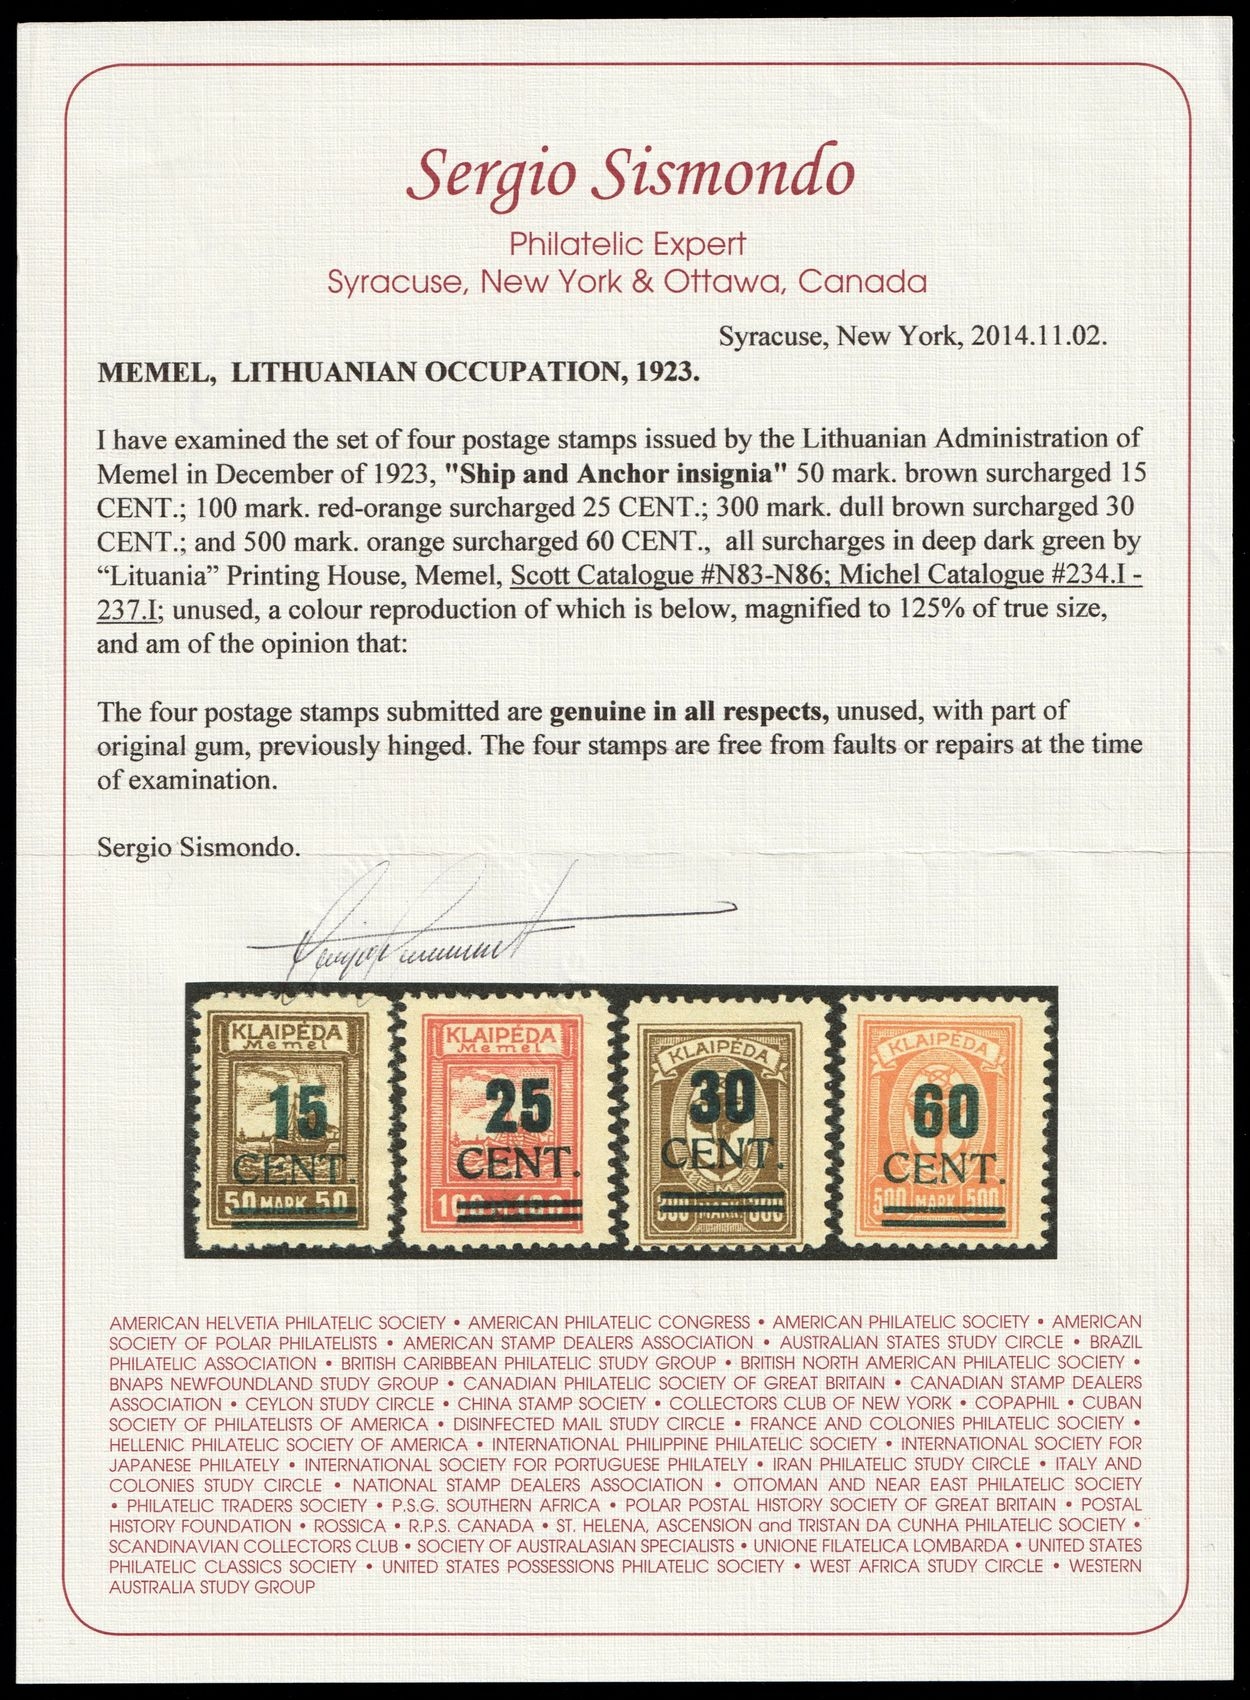 Sergio Sismondo
Philatelic Expert
Syracuse, New York & Ottawa, Canada
Syracuse, New York, 2014.11.02.
MEMEL, LITHUANIAN OCCUPATION, 1923.
I have examined the set of four postage stamps issued by the Lithuanian Administration of
Memel in December of 1923, "Ship and Anchor insignia" 50 mark. brown surcharged 15
CENT.; 100 mark. red-orange surcharged 25 CENT.; 300 mark. dull brown surcharged 30
CENT.; and 500 mark. orange surcharged 60 CENT., all surcharges in deep dark green by
“Lituania” Printing House, Memel, Scott Catalogue #N83-N86; Michel Catalogue #234.I -
237.I; unused, a colour reproduction of which is below, magnified to 125% of true size,
and am of the opinion that:
The four postage stamps submitted are genuine in all respects, unused, with part of
original gum, previously hinged. The four stamps are free from faults or repairs at the time
of examination.
Sergio Sismondo.
KLAIPĖDA
Memel
15
CENT.
50 MARK 50
KLAIPĖDA
Memel
25
CENT.
100 M 100
KLAIPĖDA
30
CENT.
MEMEL
300 MARK 300
KLAIPĖDA
60
CENT.
500 MARK 500
AMERICAN HELVETIA PHILATELIC SOCIETY • AMERICAN PHILATELIC CONGRESS • AMERICAN PHILATELIC SOCIETY • AMERICAN
SOCIETY OF POLAR PHILATELISTS • AMERICAN STAMP DEALERS ASSOCIATION • AUSTRALIAN STATES STUDY CIRCLE • BRAZIL
PHILATELIC ASSOCIATION • BRITISH CARIBBEAN PHILATELIC STUDY GROUP • BRITISH NORTH AMERICAN PHILATELIC SOCIETY •
BNAPS NEWFOUNDLAND STUDY GROUP • CANADIAN PHILATELIC SOCIETY OF GREAT BRITAIN • CANADIAN STAMP DEALERS
ASSOCIATION • CEYLON STUDY CIRCLE • CHINA STAMP SOCIETY • COLLECTORS CLUB OF NEW YORK • COPAPHIL • CUBAN
SOCIETY OF PHILATELISTS OF AMERICA • DISINFECTED MAIL STUDY CIRCLE • FRANCE AND COLONIES PHILATELIC SOCIETY •
HELLENIC PHILATELIC SOCIETY OF AMERICA • INTERNATIONAL PHILIPPINE PHILATELIC SOCIETY • INTERNATIONAL SOCIETY FOR
JAPANESE PHILATELY • INTERNATIONAL SOCIETY FOR PORTUGUESE PHILATELY • IRAN PHILATELIC STUDY CIRCLE • ITALY AND
COLONIES STUDY CIRCLE • NATIONAL STAMP DEALERS ASSOCIATION • OTTOMAN AND NEAR EAST PHILATELIC SOCIETY
• PHILATELIC TRADERS SOCIETY • P.S.G. SOUTHERN AFRICA • POLAR POSTAL HISTORY SOCIETY OF GREAT BRITAIN • POSTAL
HISTORY FOUNDATION • ROSSICA • R.P.S. CANADA • ST. HELENA, ASCENSION and TRISTAN DA CUNHA PHILATELIC SOCIETY •
SCANDINAVIAN COLLECTORS CLUB • SOCIETY OF AUSTRALASIAN SPECIALISTS • UNIONE FILATELICA LOMBARDA • UNITED STATES
PHILATELIC CLASSICS SOCIETY • UNITED STATES POSSESSIONS PHILATELIC SOCIETY • WEST AFRICA STUDY CIRCLE • WESTERN
AUSTRALIA STUDY GROUP